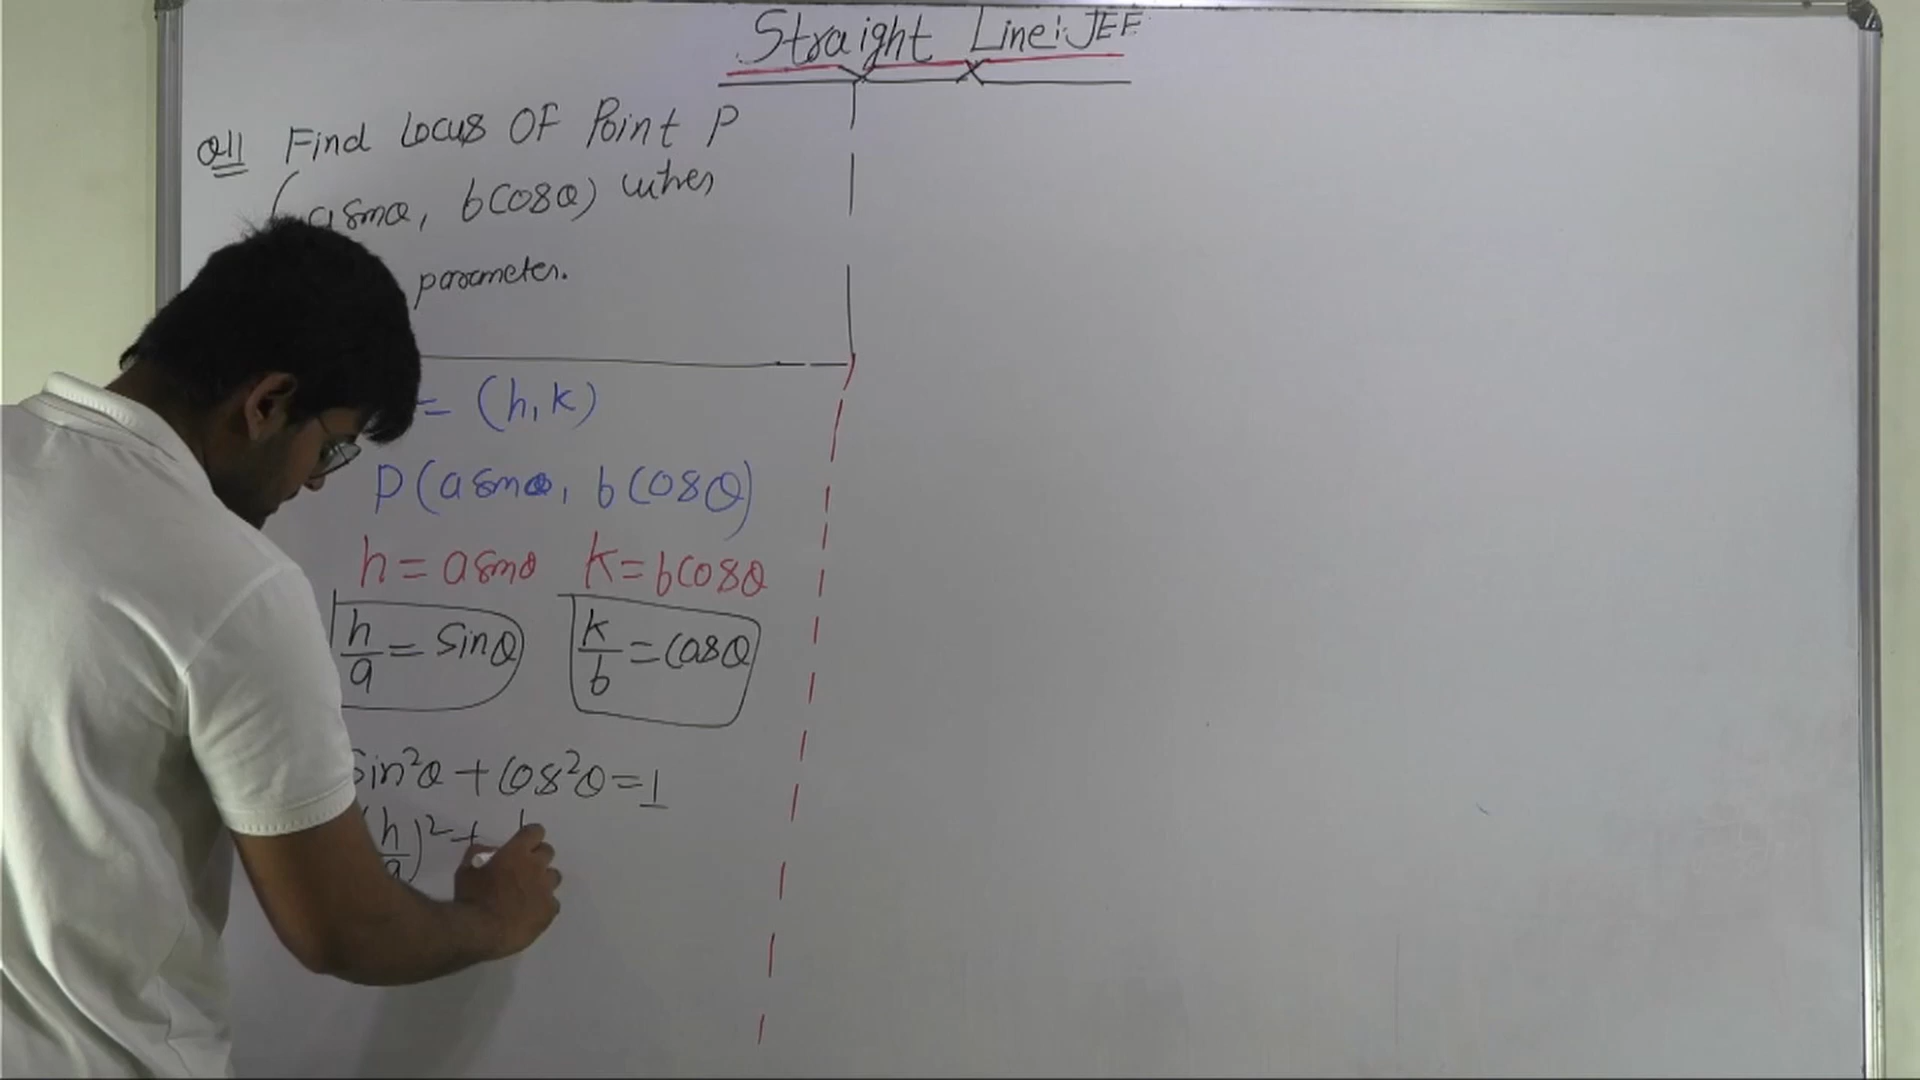 Straight Line: JEE
Q11 Find Locus OF Point P
(asinθ, bcosθ) when
parameter.
= (h, k)
P(asinθ, bcosθ)
h = asinθ k = bcosθ
h/a = Sinθ k/b = cosθ
Sin²θ + cos²θ = 1
(h/a)² +